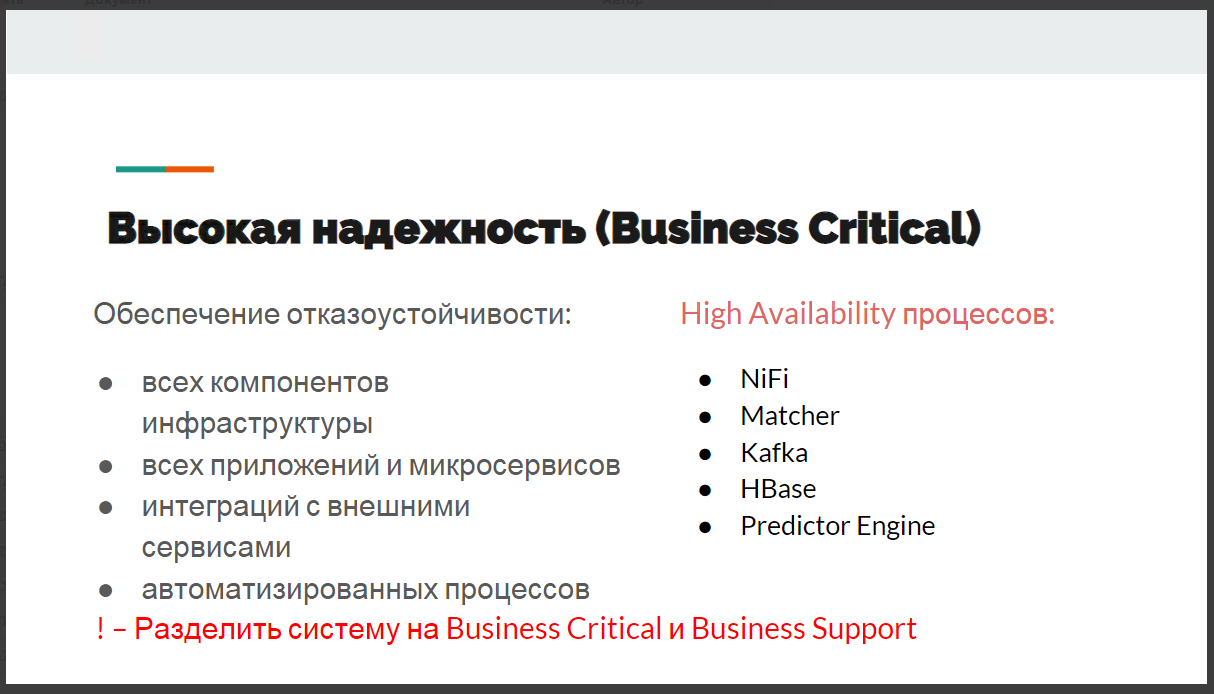 Высокая надежность (Business Critical)
Обеспечение отказоустойчивости:
● всех компонентов
инфраструктуры
● всех приложений и микросервисов
● интеграций с внешними
сервисами
● автоматизированных процессов
High Availability процессов:
● NiFi
● Matcher
● Kafka
● HBase
● Predictor Engine
! – Разделить систему на Business Critical и Business Support